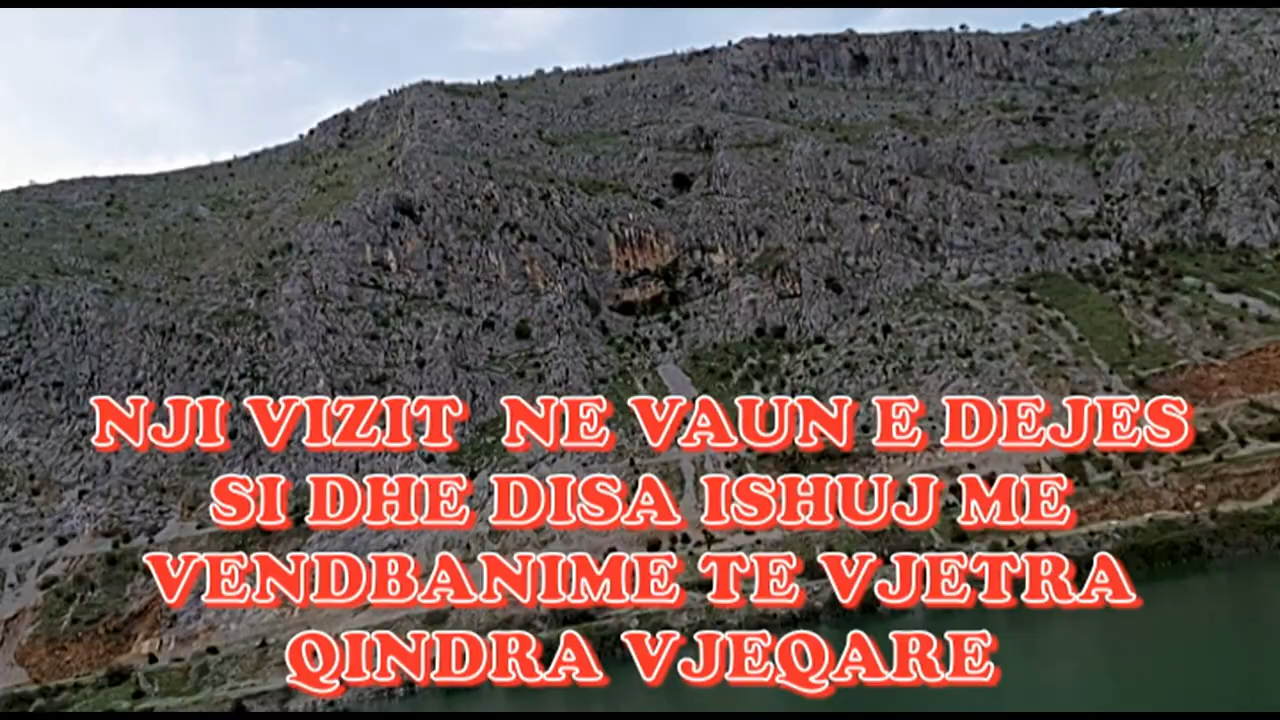 NJI VIZIT NE VAUN E DEJES
SI DHE DISA ISHUJ ME
VENDBANIME TE VJETRA
QINDRA VJEQARE